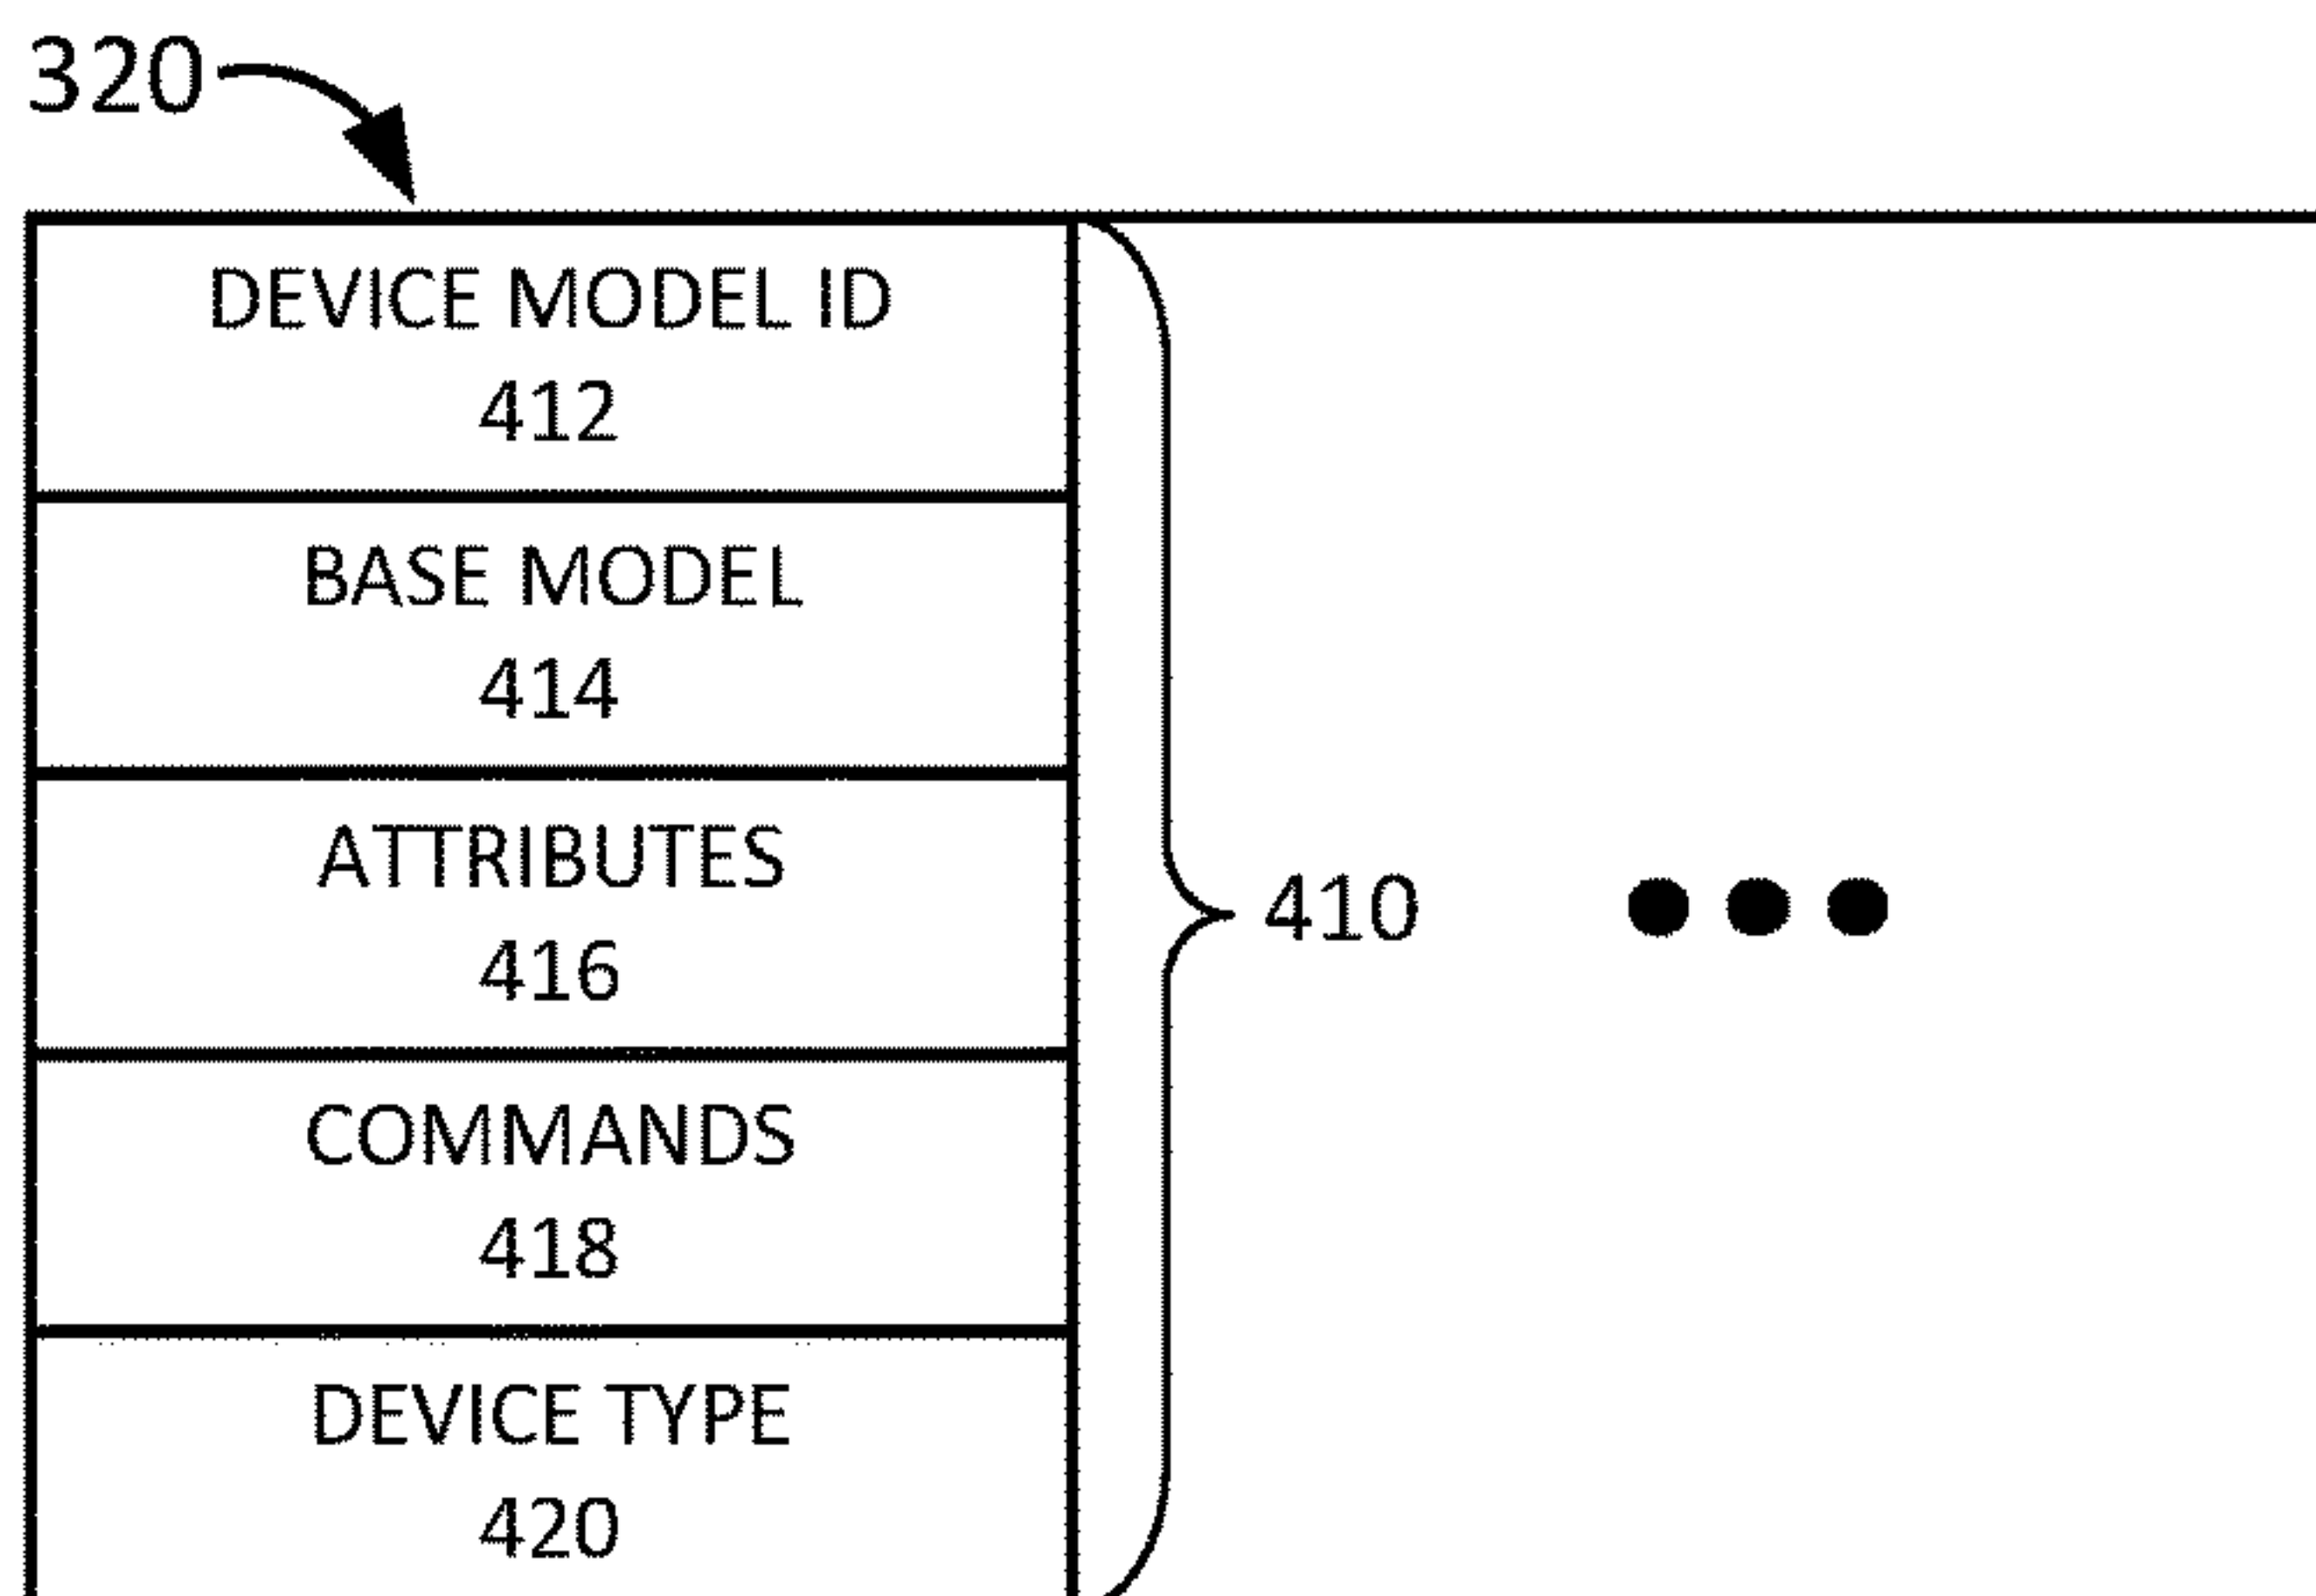 320
DEVICE MODEL ID
412
BASE MODEL
414
ATTRIBUTES
416
410
COMMANDS
418
DEVICE TYPE
420